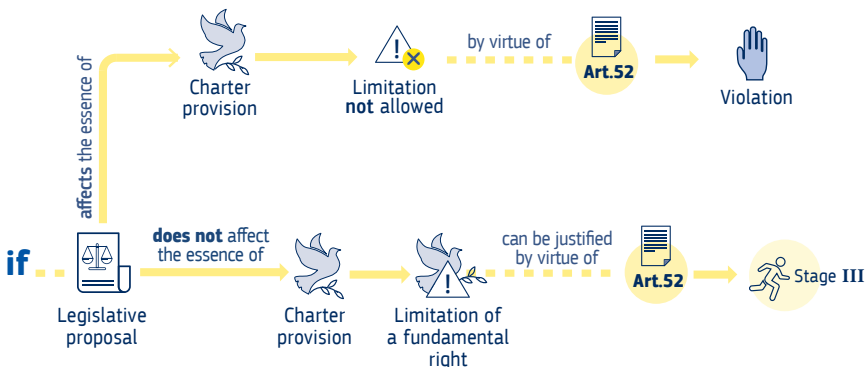 affects the essence of
Charter
provision
Limitation
not allowed
by virtue of
Art.52
Violation
if
Legislative
proposal
does not affect
the essence of
Charter
provision
Limitation of
a fundamental
right
can be justified
by virtue of
Art.52
Stage III